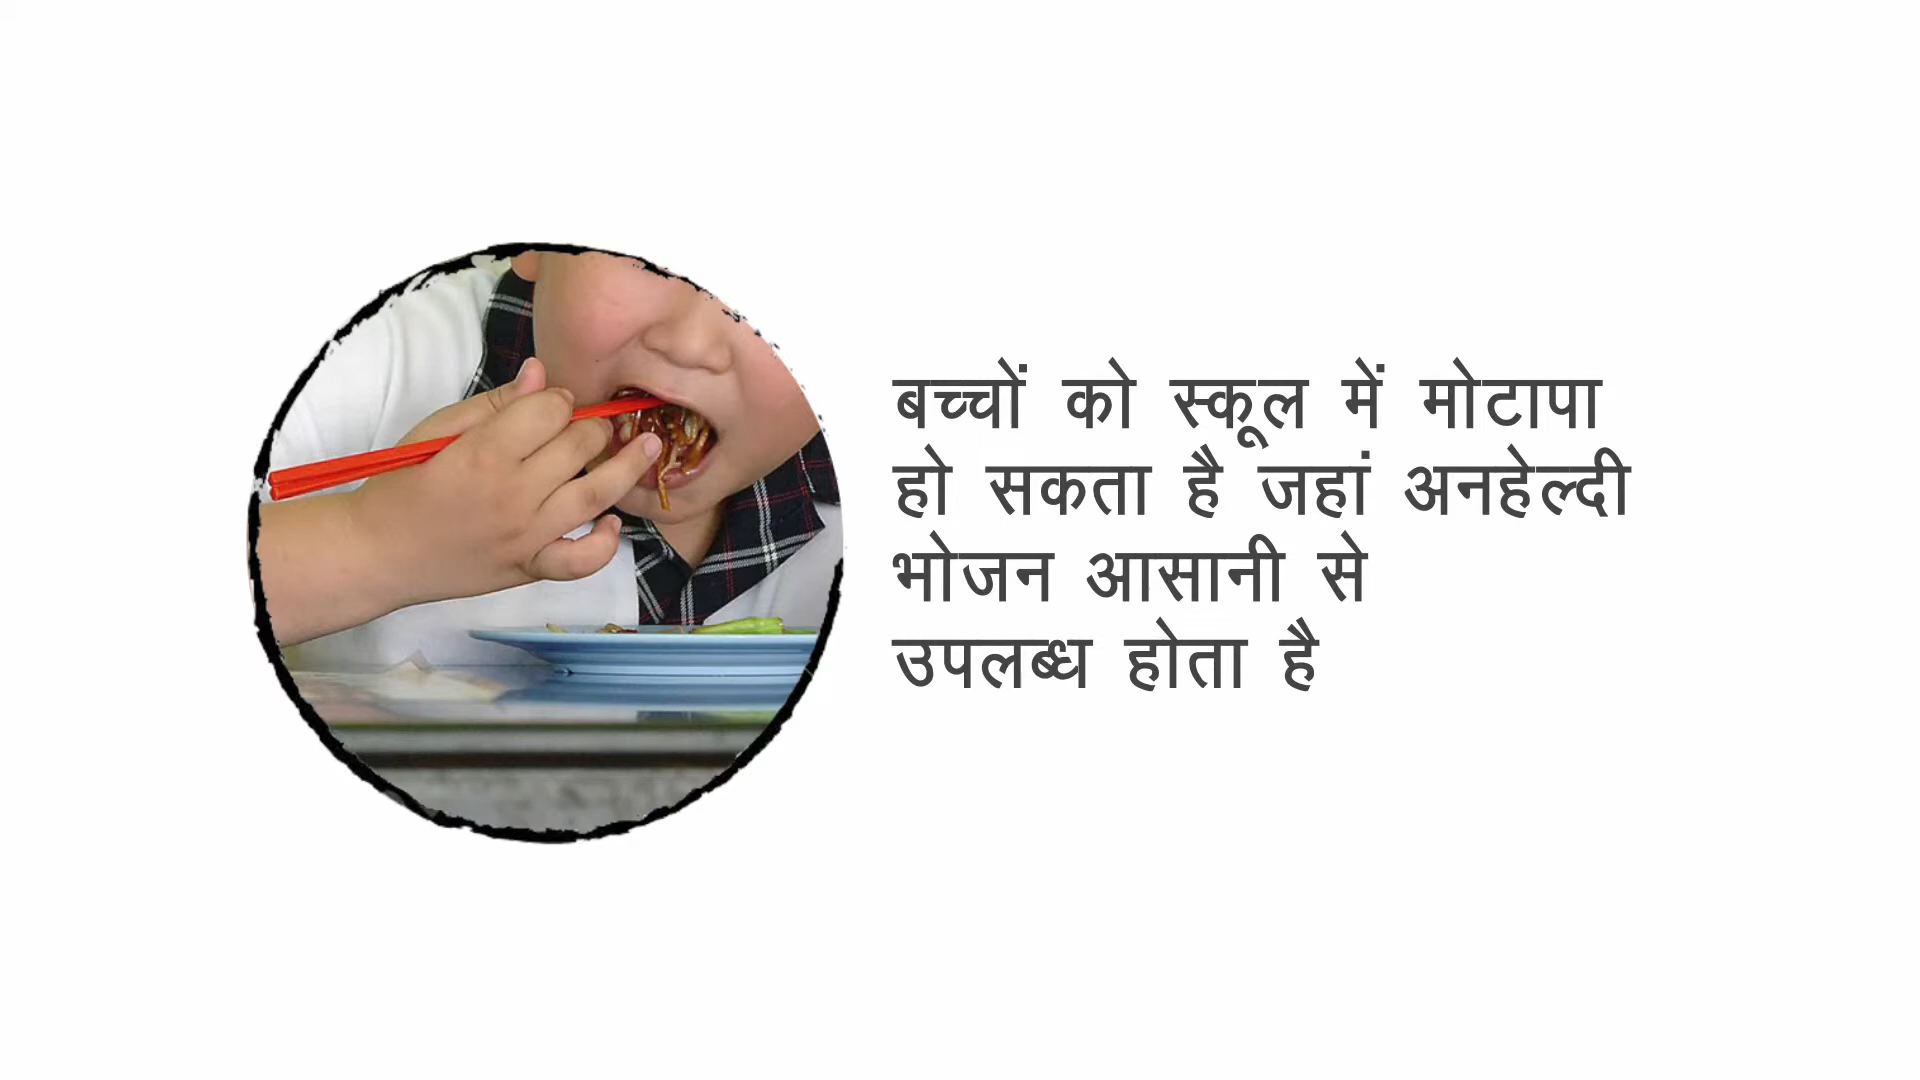 बच्चों को स्कूल में मोटापा
हो सकता है जहां अनहेल्दी
भोजन आसानी से
उपलब्ध होता है